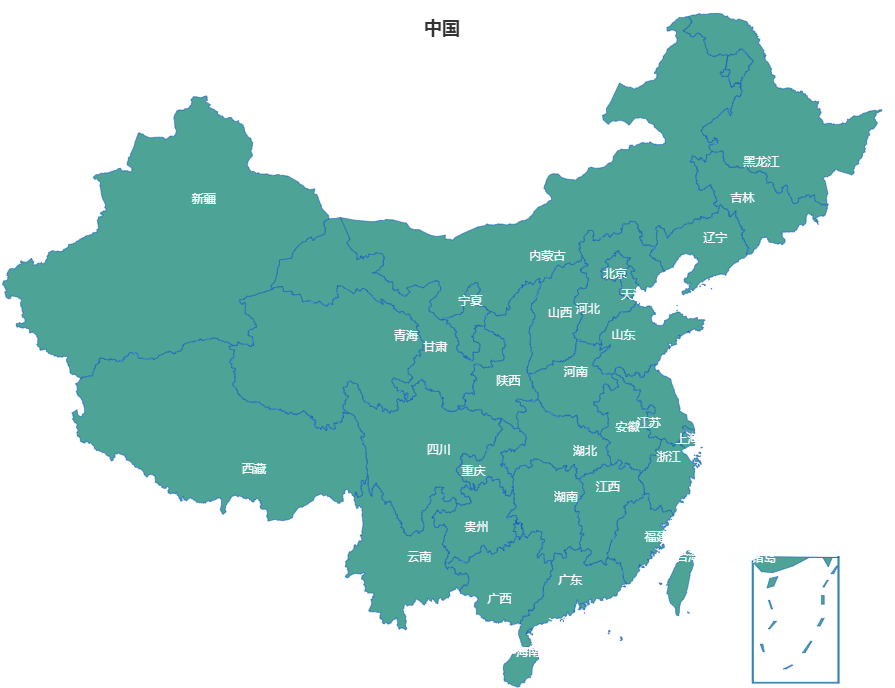 中国
黑龙江
新疆
吉林
辽宁
内蒙古
北京
天
宁夏
山西
河北
青海
甘肃
山东
河南
陕西
江苏
安徽
上海
四川
湖北
浙江
西藏
重庆
江西
湖南
贵州
福建
云南
台湾
诸岛
广东
广西
海南